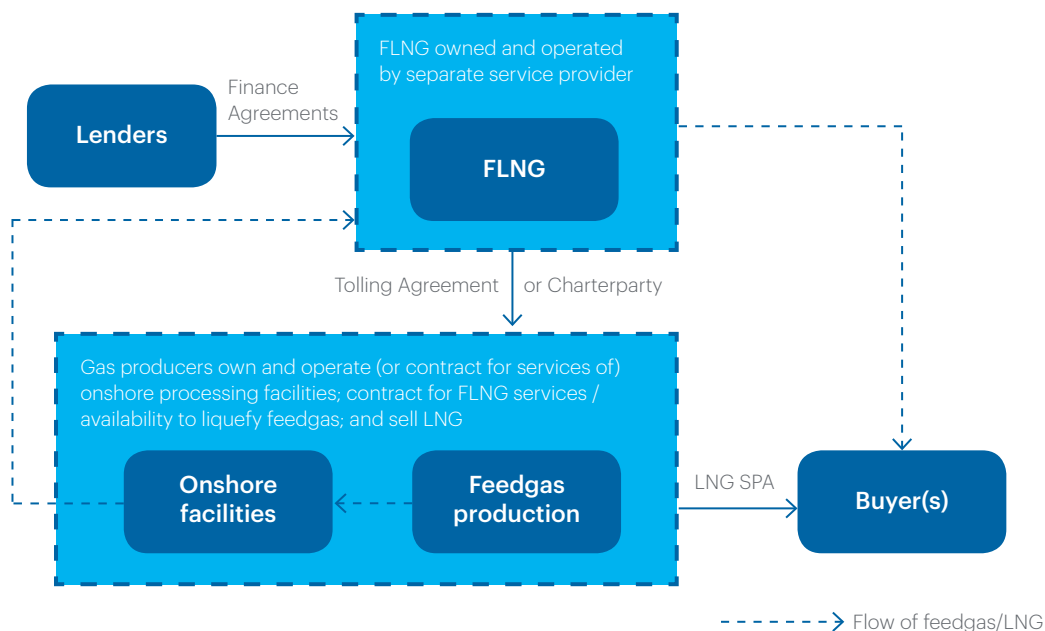 FLNG owned and operated
by separate service provider
Finance
Agreements
Lenders
FLNG
Tolling Agreement
or Charterparty
Gas producers own and operate (or contract for services of)
onshore processing facilities; contract for FLNG services /
availability to liquefy feedgas; and sell LNG
Onshore
facilities
Feedgas
production
LNG SPA
Buyer(s)
Flow of feedgas/LNG